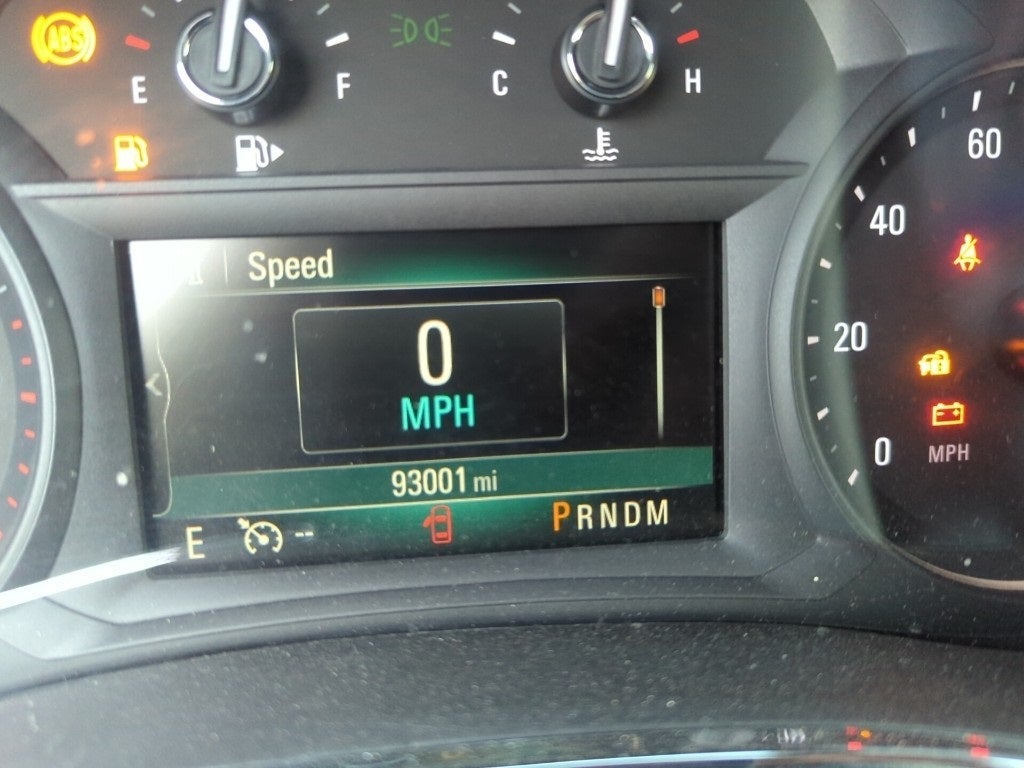 ABS
E F C H
Speed
60
40
20
0
MPH
0
MPH
93001 mi
E -- PRNDM